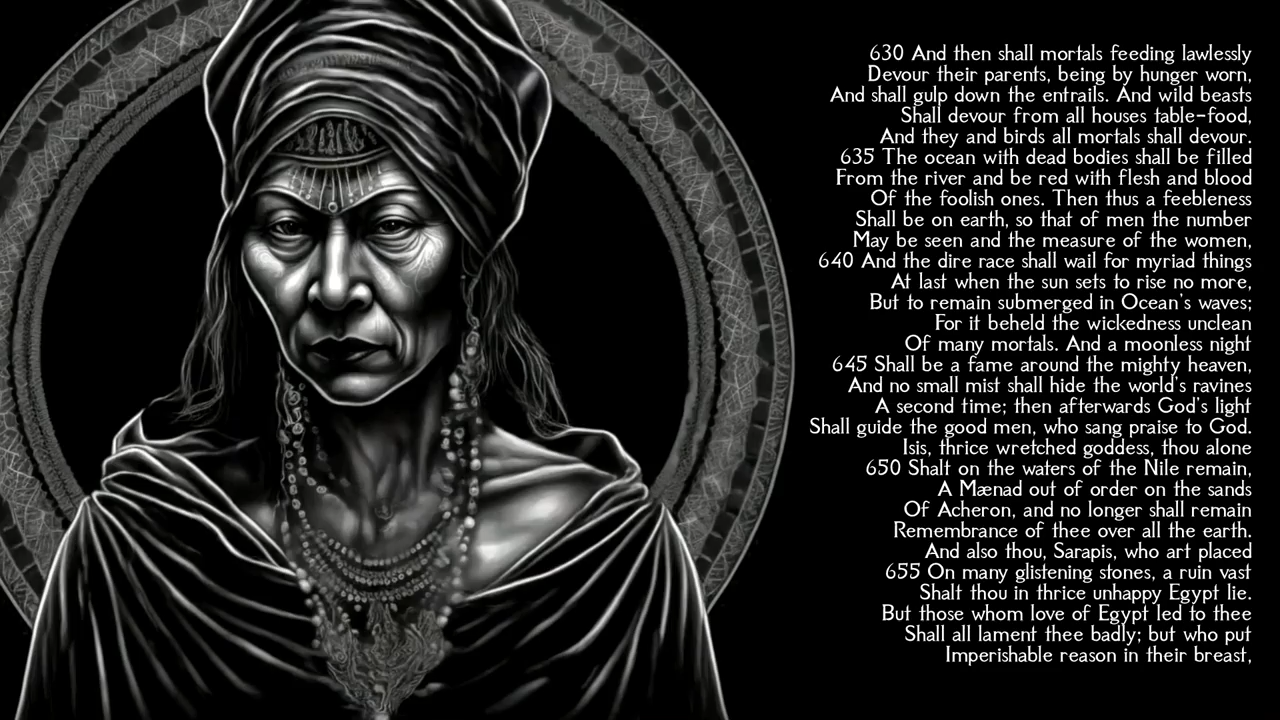 630 And then shall mortals feeding lawlessly
Devour their parents, being by hunger worn,
And shall gulp down the entrails. And wild beasts
Shall devour from all houses table-food,
And they and birds all mortals shall devour.
635 The ocean with dead bodies shall be filled
From the river and be red with flesh and blood
Of the foolish ones. Then thus a feebleness
Shall be on earth, so that of men the number
May be seen and the measure of the women,
640 And the dire race shall wail for myriad things
At last when the sun sets to rise no more,
But to remain submerged in Ocean's waves;
For it beheld the wickedness unclean
Of many mortals. And a moonless night
645 Shall be a fame around the mighty heaven,
And no small mist shall hide the world's ravines
A second time; then afterwards God's light
Shall guide the good men, who sang praise to God.
Isis, thrice wretched goddess, thou alone
650 Shalt on the waters of the Nile remain,
A Mænad out of order on the sands
Of Acheron, and no longer shall remain
Remembrance of thee over all the earth.
And also thou, Sarapis, who art placed
655 On many glistening stones, a ruin vast
Shalt thou in thrice unhappy Egypt lie.
But those whom love of Egypt led to thee
Shall all lament thee badly; but who put
Imperishable reason in their breast,